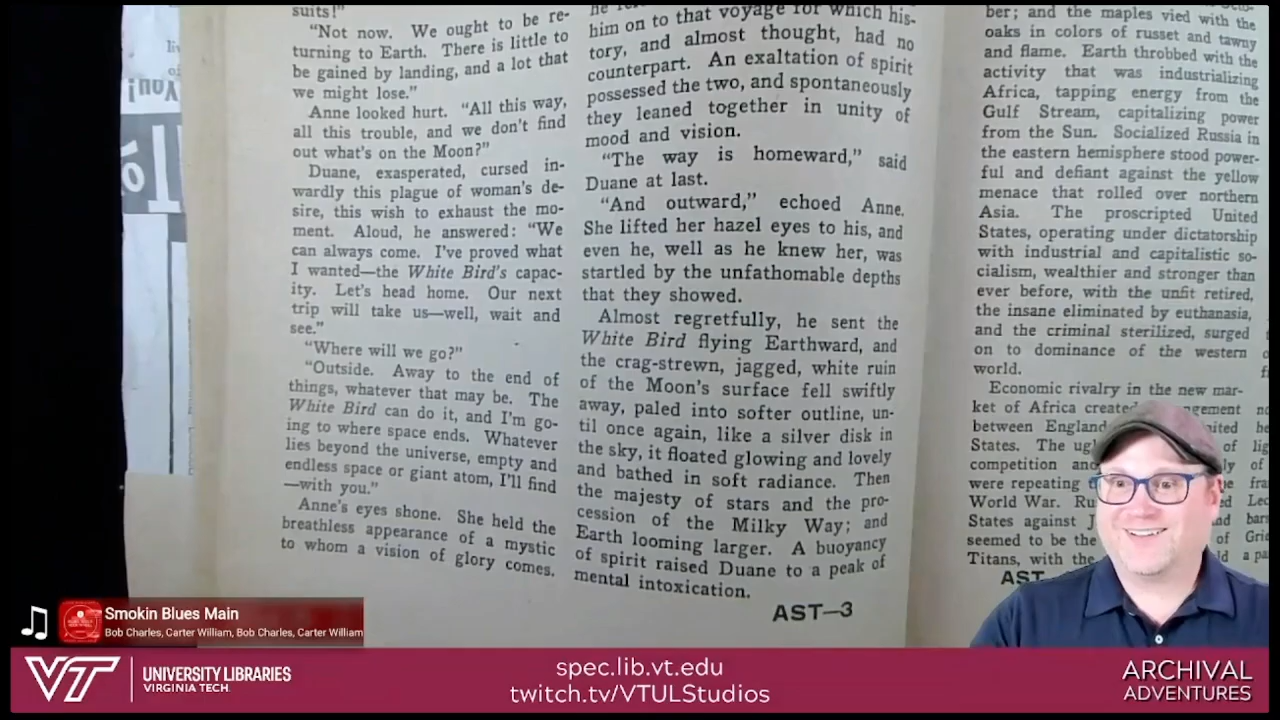 suits!"
"Not now. We ought to be re-
turning to Earth. There is little to
be gained by landing, and a lot that
we might lose."
Anne looked hurt. "All this way,
all this trouble, and we don't find
out what's on the Moon?"
Duane, exasperated, cursed in-
wardly this plague of woman's de-
sire, this wish to exhaust the mo-
ment. Aloud, he answered: "We
can always come. I've proved what
I wanted—the White Bird's capac-
ity. Let's head home. Our next
trip will take us—well, wait and
see."
"Where will we go?"
"Outside. Away to the end of
things, whatever that may be. The
White Bird can do it, and I'm go-
ing to where space ends. Whatever
lies beyond the universe, empty and
endless space or giant atom, I'll find
—with you."
Anne's eyes shone. She held the
breathless appearance of a mystic
to whom a vision of glory comes.
him on to that voyage for which his-
tory, and almost thought, had no
counterpart. An exaltation of spirit
possessed the two, and spontaneously
they leaned together in unity of
mood and vision.
"The way is homeward," said
Duane at last.
"And outward," echoed Anne.
She lifted her hazel eyes to his, and
even he, well as he knew her, was
startled by the unfathomable depths
that they showed.
Almost regretfully, he sent the
White Bird flying Earthward, and
the crag-strewn, jagged, white ruin
of the Moon's surface fell swiftly
away, paled into softer outline, un-
til once again, like a silver disk in
the sky, it floated glowing and lovely
and bathed in soft radiance. Then
the majesty of stars and the pro-
cession of the Milky Way; and
Earth looming larger. A buoyancy
of spirit raised Duane to a peak of
mental intoxication.
AST—3
ber; and the maples vied with the
oaks in colors of russet and tawny
and flame. Earth throbbed with the
activity that was industrializing
Africa, tapping energy from the
Gulf Stream, capitalizing power
from the Sun. Socialized Russia in
the eastern hemisphere stood power-
ful and defiant against the yellow
menace that rolled over northern
Asia. The proscripted United
States, operating under dictatorship
with industrial and capitalistic so-
cialism, wealthier and stronger than
ever before, with the unfit retired,
the insane eliminated by euthanasia,
and the criminal sterilized, surged
on to dominance of the western
world.
Economic rivalry in the new mar-
ket of Africa created
between England
States. The
competition
were repeating
World War.
States against
seemed to be the
Titans, with the
AST
Smokin Blues Main
Bob Charles, Carter William, Bob Charles, Carter William
VT UNIVERSITY LIBRARIES
VIRGINIA TECH
spec.lib.vt.edu
twitch.tv/VTULStudios
ARCHIVAL
ADVENTURES